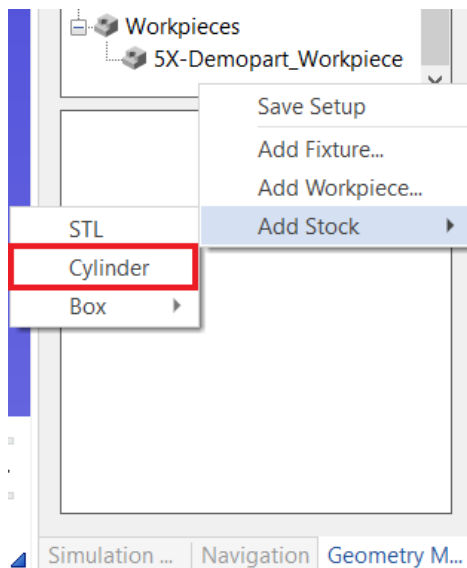 Workpieces
5X-Demopart_Workpiece
Save Setup
Add Fixture...
Add Workpiece...
Add Stock
STL
Cylinder
Box
Simulation ...
Navigation
Geometry M...